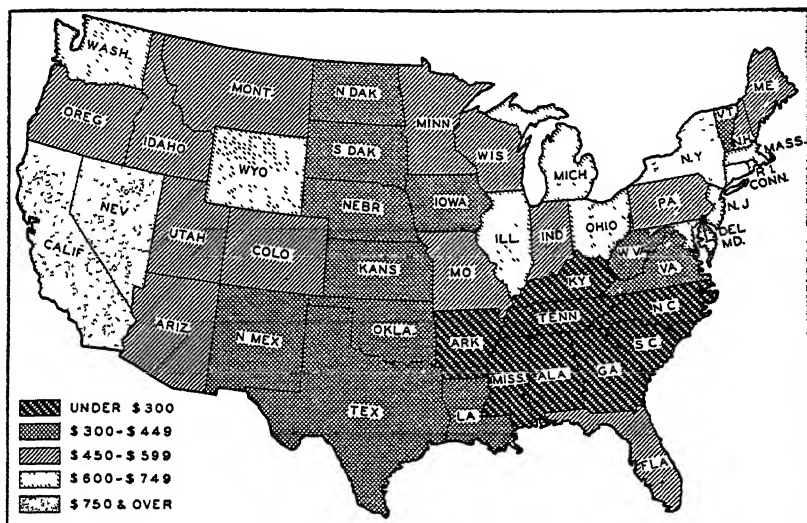 WASH.
MONT.
N DAK
MINN
ME
OREG
IDAHO
S DAK
WIS
VT
N.H.
MASS.
WYO
MICH
N.Y
R I
CONN.
NEV
NEBR
IOWA
PA
N.J
CALIF
UTAH
COLO
KANS
MO
ILL.
IND
OHIO
W V
DEL
MD.
VA
KY
ARIZ
N MEX
OKLA.
ARK
TENN
N.C.
S C.
MISS
ALA
GA
TEX
LA
FLA
UNDER $300
$300-$449
$450-$599
$600-$749
$750 & OVER